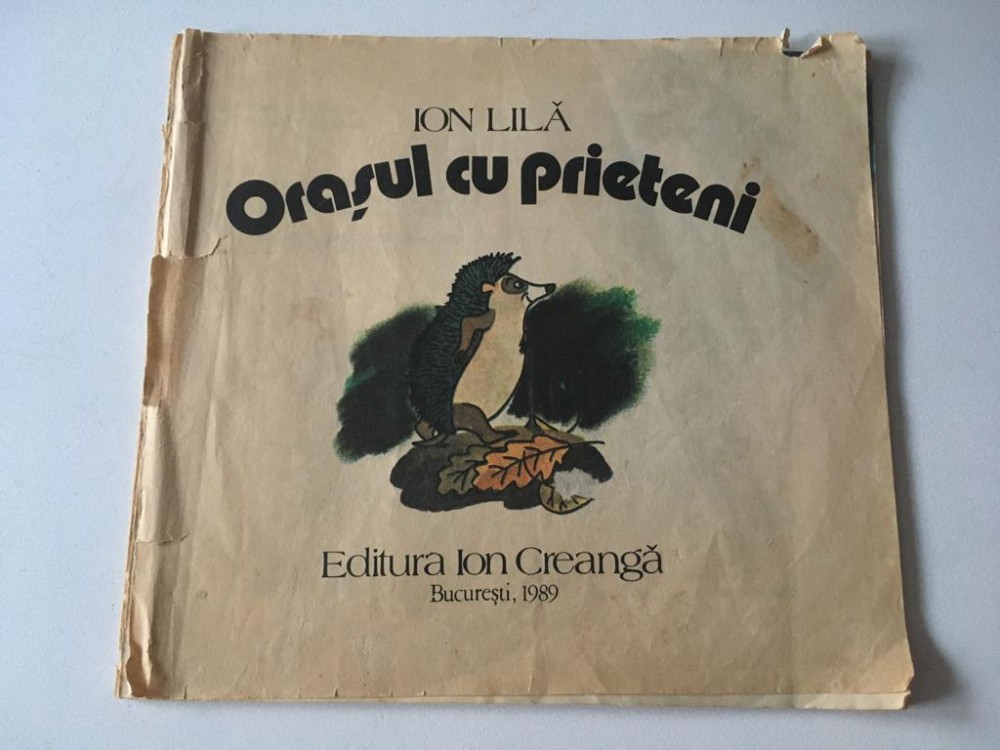 ION LILĂ
Orașul cu prieteni
Editura Ion Creangă
București, 1989